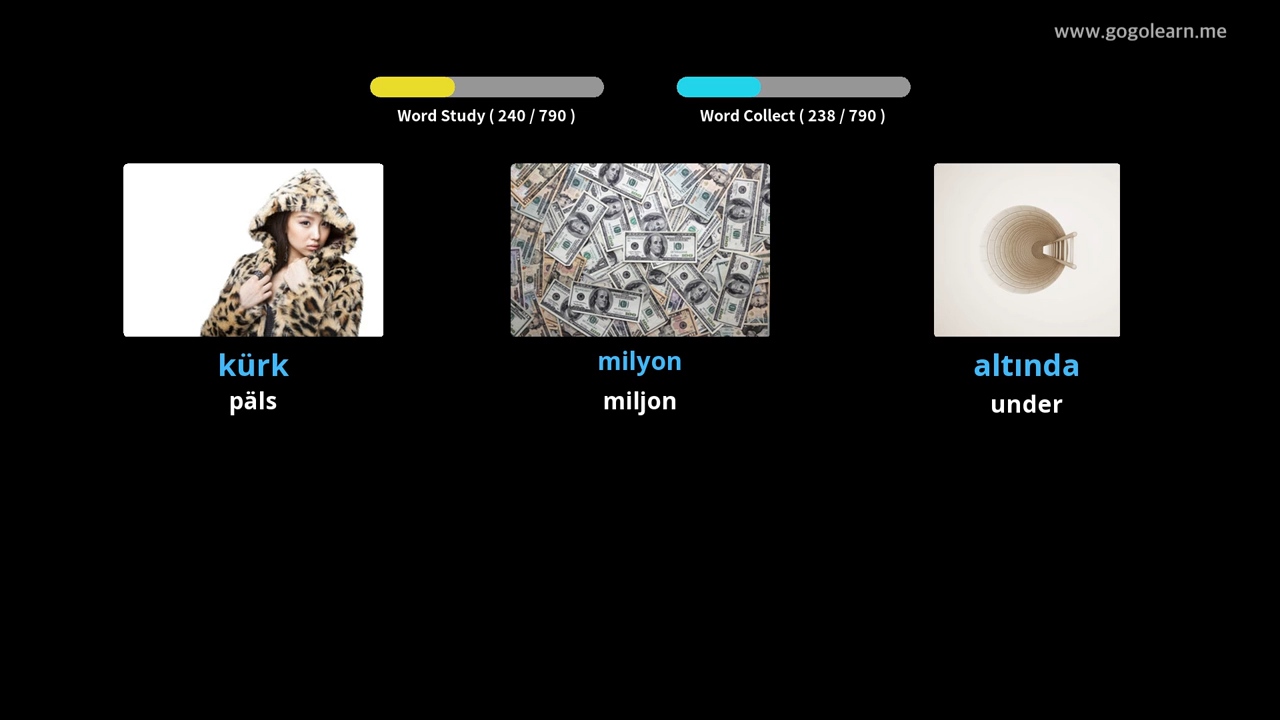 www.gogolearn.me
Word Study ( 240 / 790 )
Word Collect ( 238 / 790 )
kürk
päls
milyon
miljon
altında
under